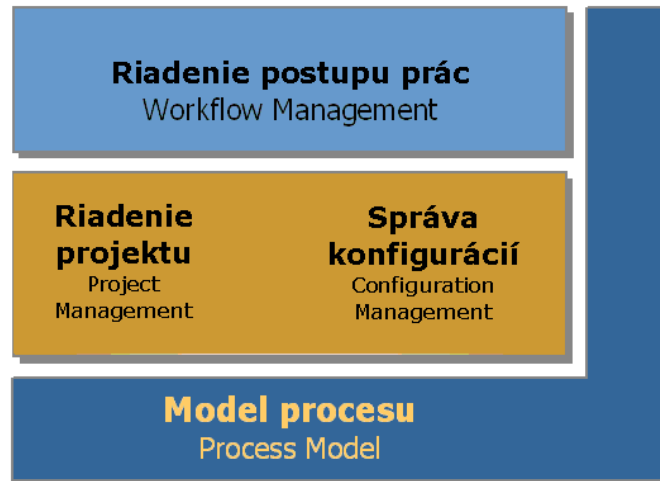 Riadenie postupu prác
Workflow Management
Riadenie
projektu
Project
Management
Správa
konfigurácií
Configuration
Management
Model procesu
Process Model